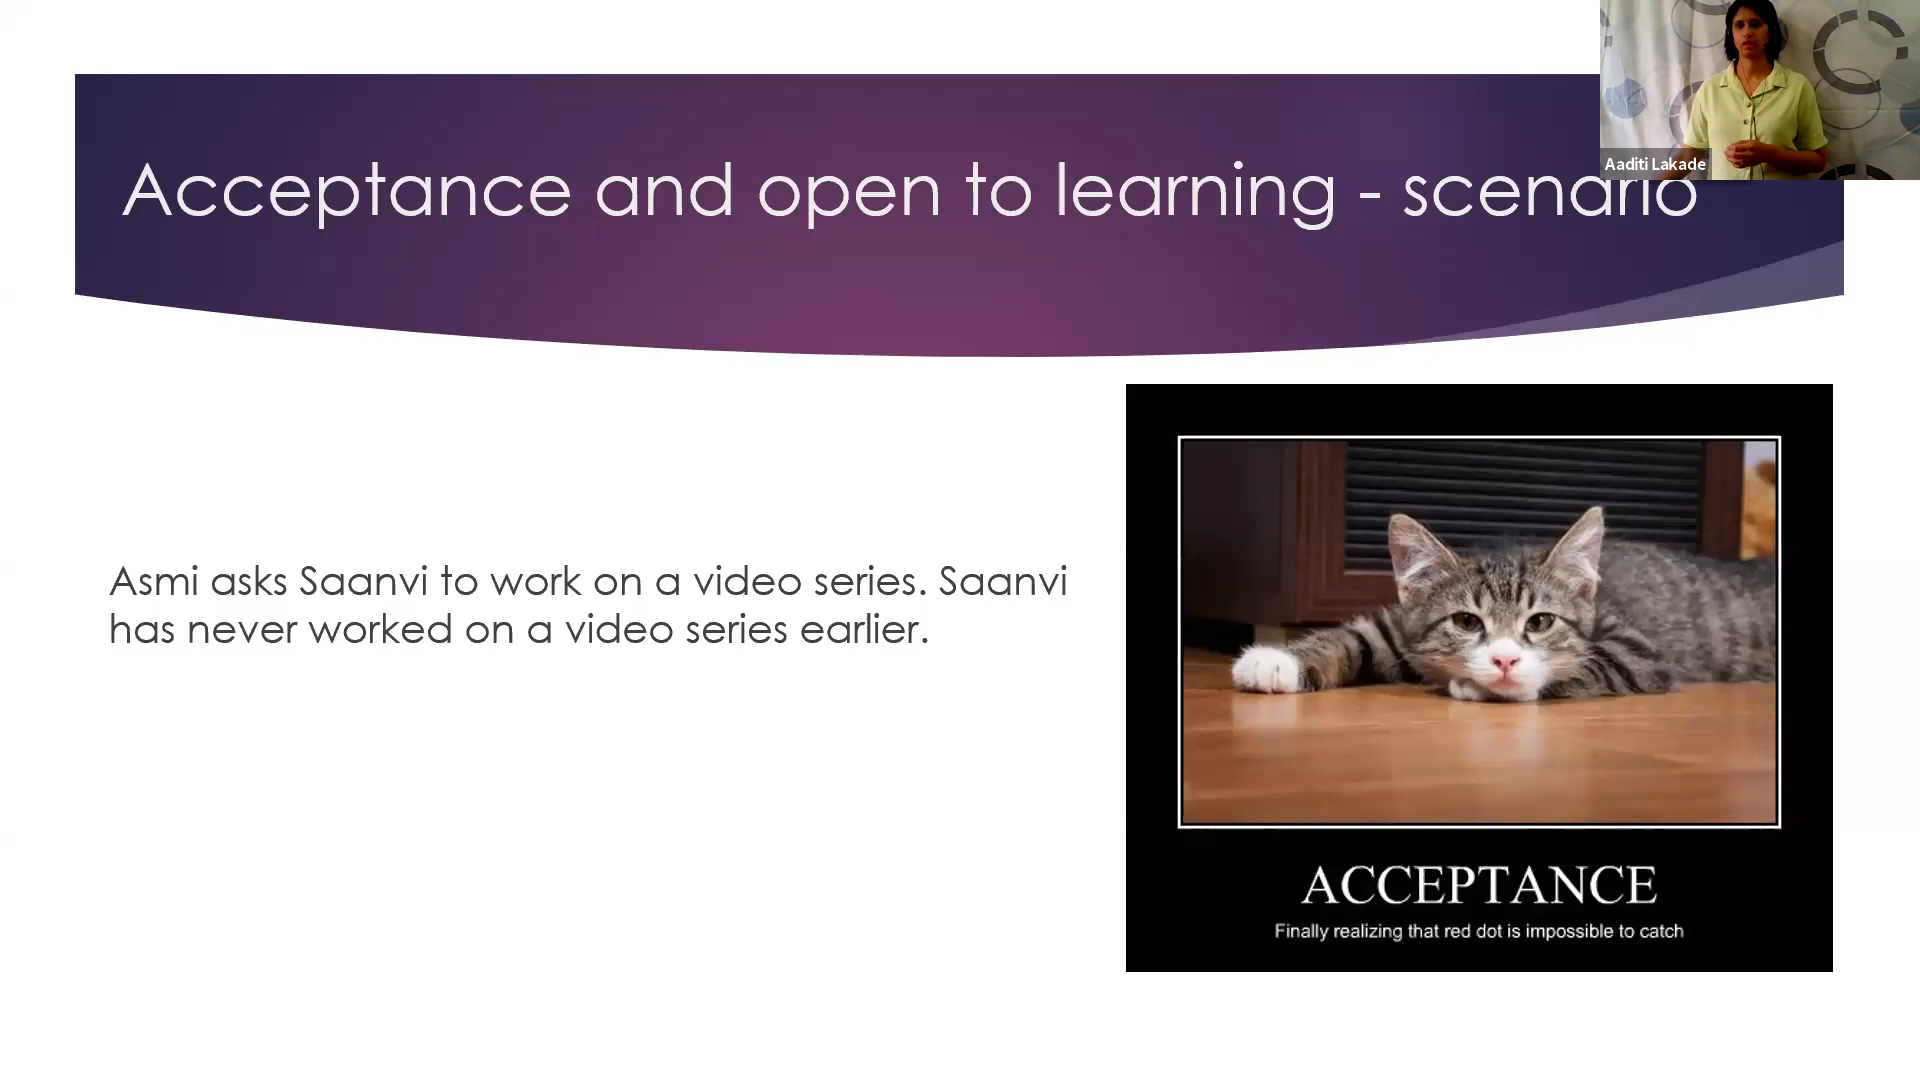 Acceptance and open to learning - scenario
Aaditi Lakade
Asmi asks Saanvi to work on a video series. Saanvi
has never worked on a video series earlier.
ACCEPTANCE
Finally realizing that red dot is impossible to catch